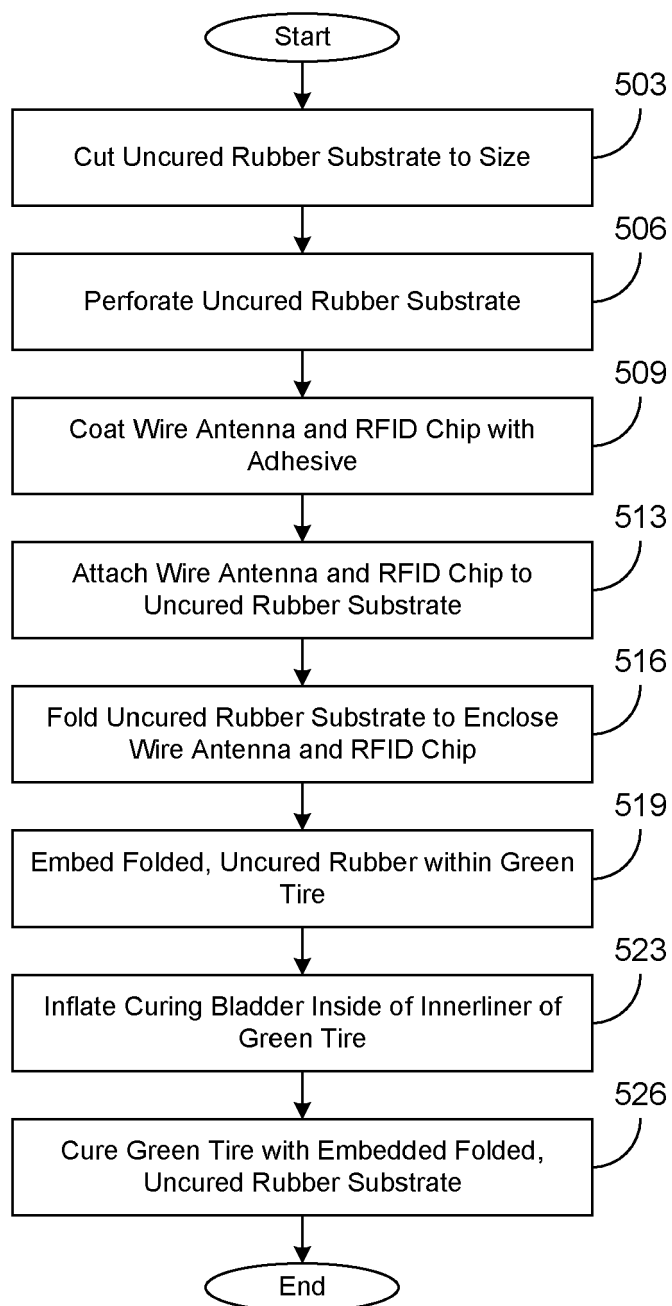 Start
503
Cut Uncured Rubber Substrate to Size
506
Perforate Uncured Rubber Substrate
509
Coat Wire Antenna and RFID Chip with
Adhesive
513
Attach Wire Antenna and RFID Chip to
Uncured Rubber Substrate
516
Fold Uncured Rubber Substrate to Enclose
Wire Antenna and RFID Chip
519
Embed Folded, Uncured Rubber within Green
Tire
523
Inflate Curing Bladder Inside of Innerliner of
Green Tire
526
Cure Green Tire with Embedded Folded,
Uncured Rubber Substrate
End